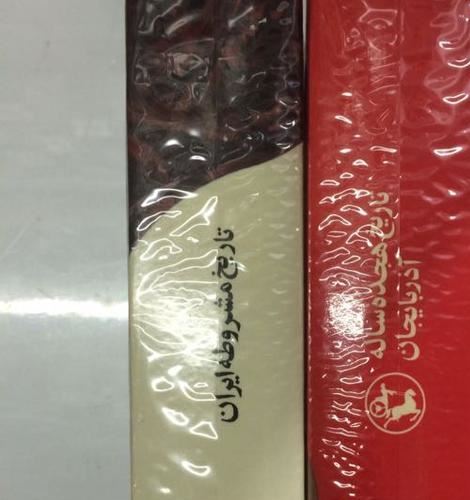 تاریخ مشروطه ایران
تاریخ هجده ساله
آذربایجان